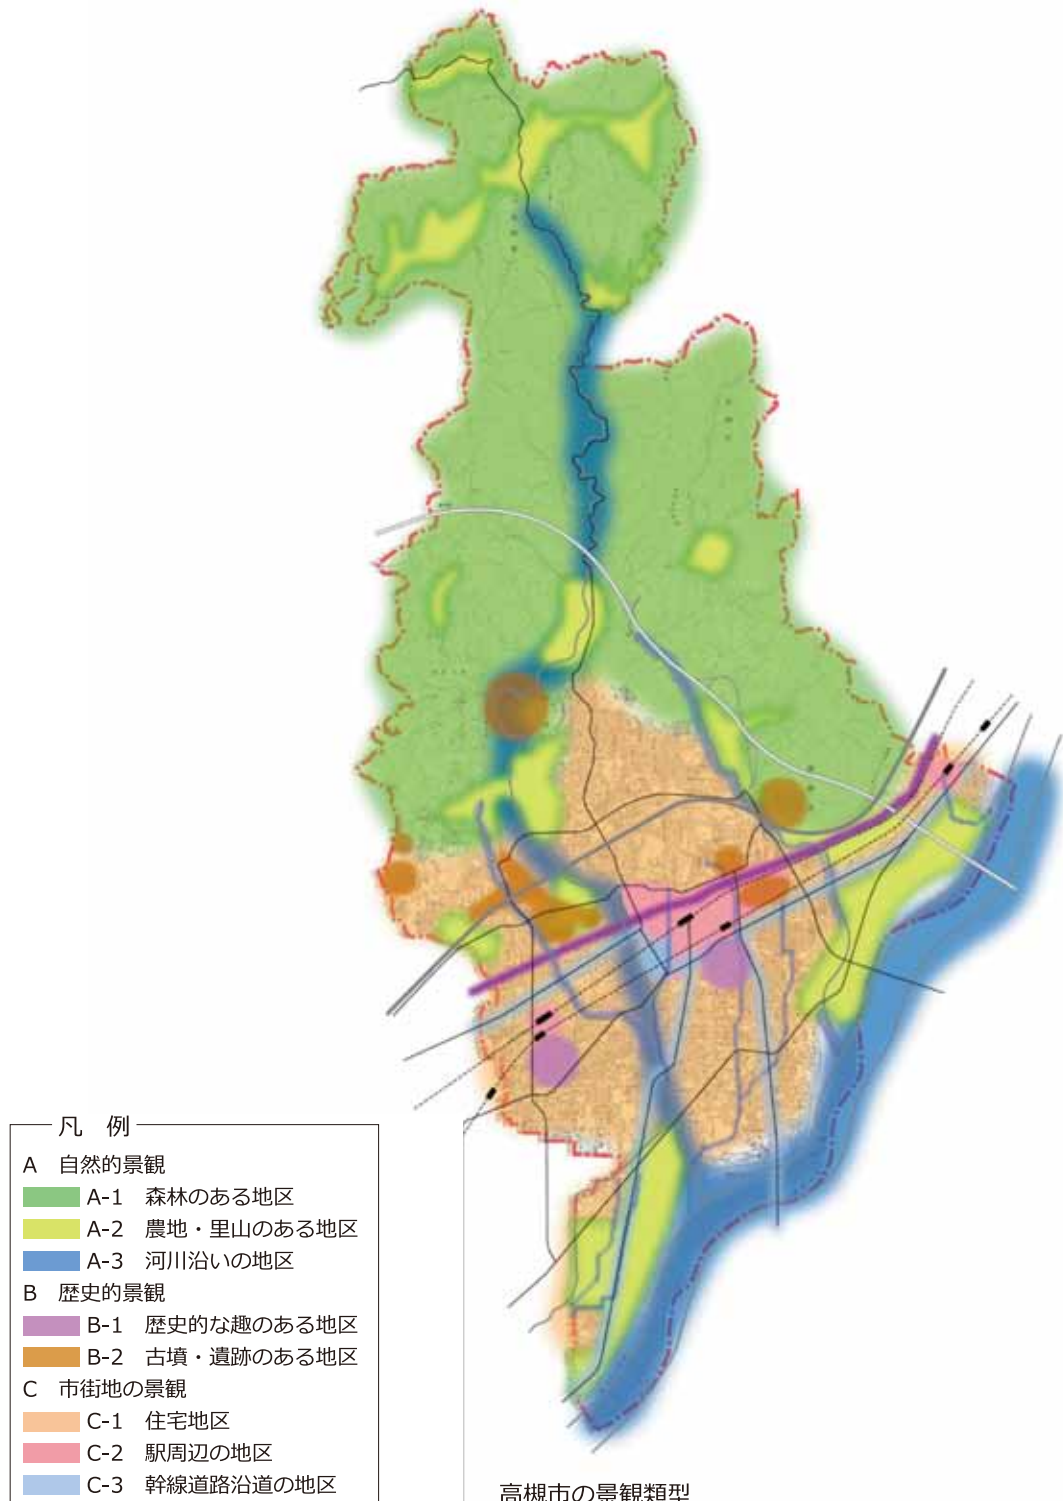 凡 例
A 自然的景観
A-1 森林のある地区
A-2 農地・里山のある地区
A-3 河川沿いの地区
B 歴史的景観
B-1 歴史的な趣のある地区
B-2 古墳・遺跡のある地区
C 市街地の景観
C-1 住宅地区
C-2 駅周辺の地区
C-3 幹線道路沿道の地区
高槻市の景観類型